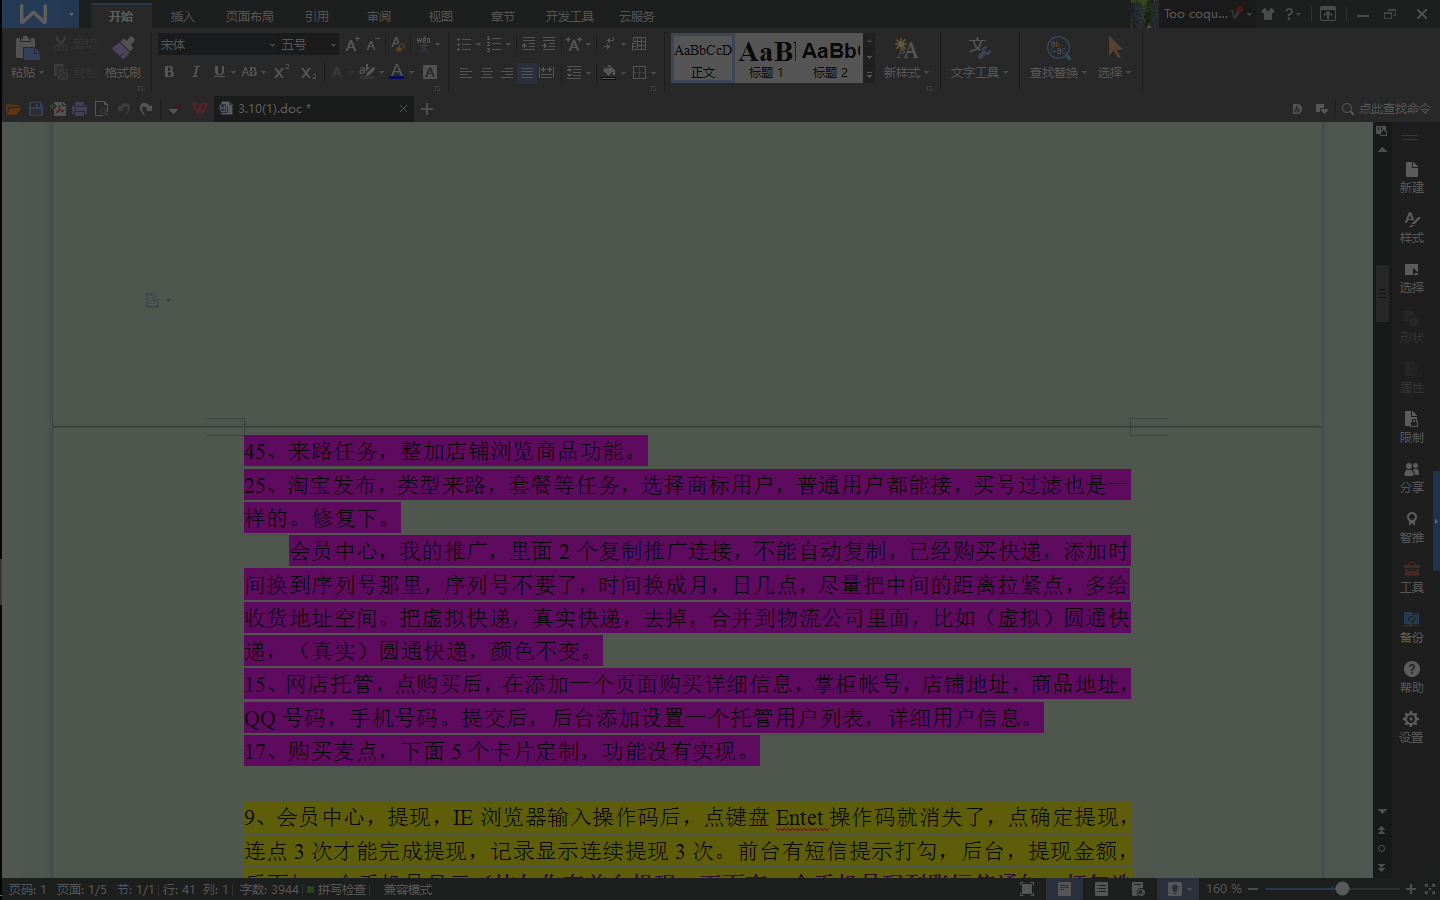 开始 插入 页面布局 引用 审阅 视图 章节 开发工具 云服务 Too coqu...
粘贴 剪切 复制 格式刷 宋体 五号
B I U AB X² X₂
AaBbCcD 正文 AaB 标题 1 AaBb 标题 2 新样式 文字工具 查找替换 选择
3.10(1).doc * 点此查找命令
45、来路任务，整加店铺浏览商品功能。
25、淘宝发布，类型来路，套餐等任务，选择商标用户，普通用户都能接，买号过滤也是一
样的。修复下。
会员中心，我的推广，里面 2 个复制推广连接，不能自动复制，已经购买快递，添加时
间换到序列号那里，序列号不要了，时间换成月，日几点，尽量把中间的距离拉紧点，多给
收货地址空间。把虚拟快递，真实快递，去掉，合并到物流公司里面，比如（虚拟）圆通快
递，（真实）圆通快递，颜色不变。
15、网店托管，点购买后，在添加一个页面购买详细信息，掌柜帐号，店铺地址，商品地址，
QQ 号码，手机号码。提交后，后台添加设置一个托管用户列表，详细用户信息。
17、购买麦点，下面 5 个卡片定制，功能没有实现。
9、会员中心，提现，IE 浏览器输入操作码后，点键盘 Entet 操作码就消失了，点确定提现，
连点 3 次才能完成提现，记录显示连续提现 3 次。前台有短信提示打勾，后台，提现金额，
新建
样式
选择
形状
属性
限制
分享
智推
工具
备份
帮助
设置
页码: 1 页面: 1/5 节: 1/1 行: 41 列: 1 字数: 3944 拼写检查 兼容模式 160 %